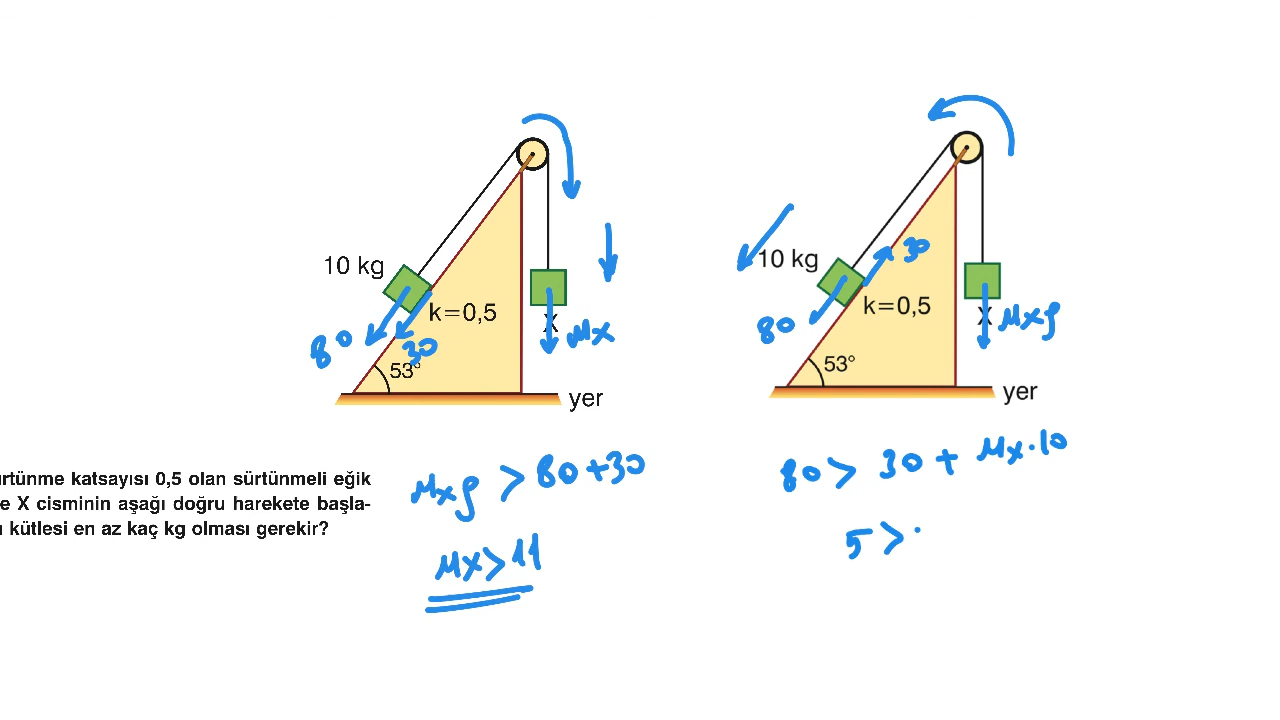 10 kg
k=0,5
53°
X
yer
80
30
Mx
10 kg
k=0,5
53°
X
yer
80
30
Mxg
sürtünme katsayısı 0,5 olan sürtünmeli eğik
X cisminin aşağı doğru harekete başla-
kütlesi en az kaç kg olması gerekir?
Mxg > 80+30
Mx > 11
80 > 30 + Mx.10
5 >